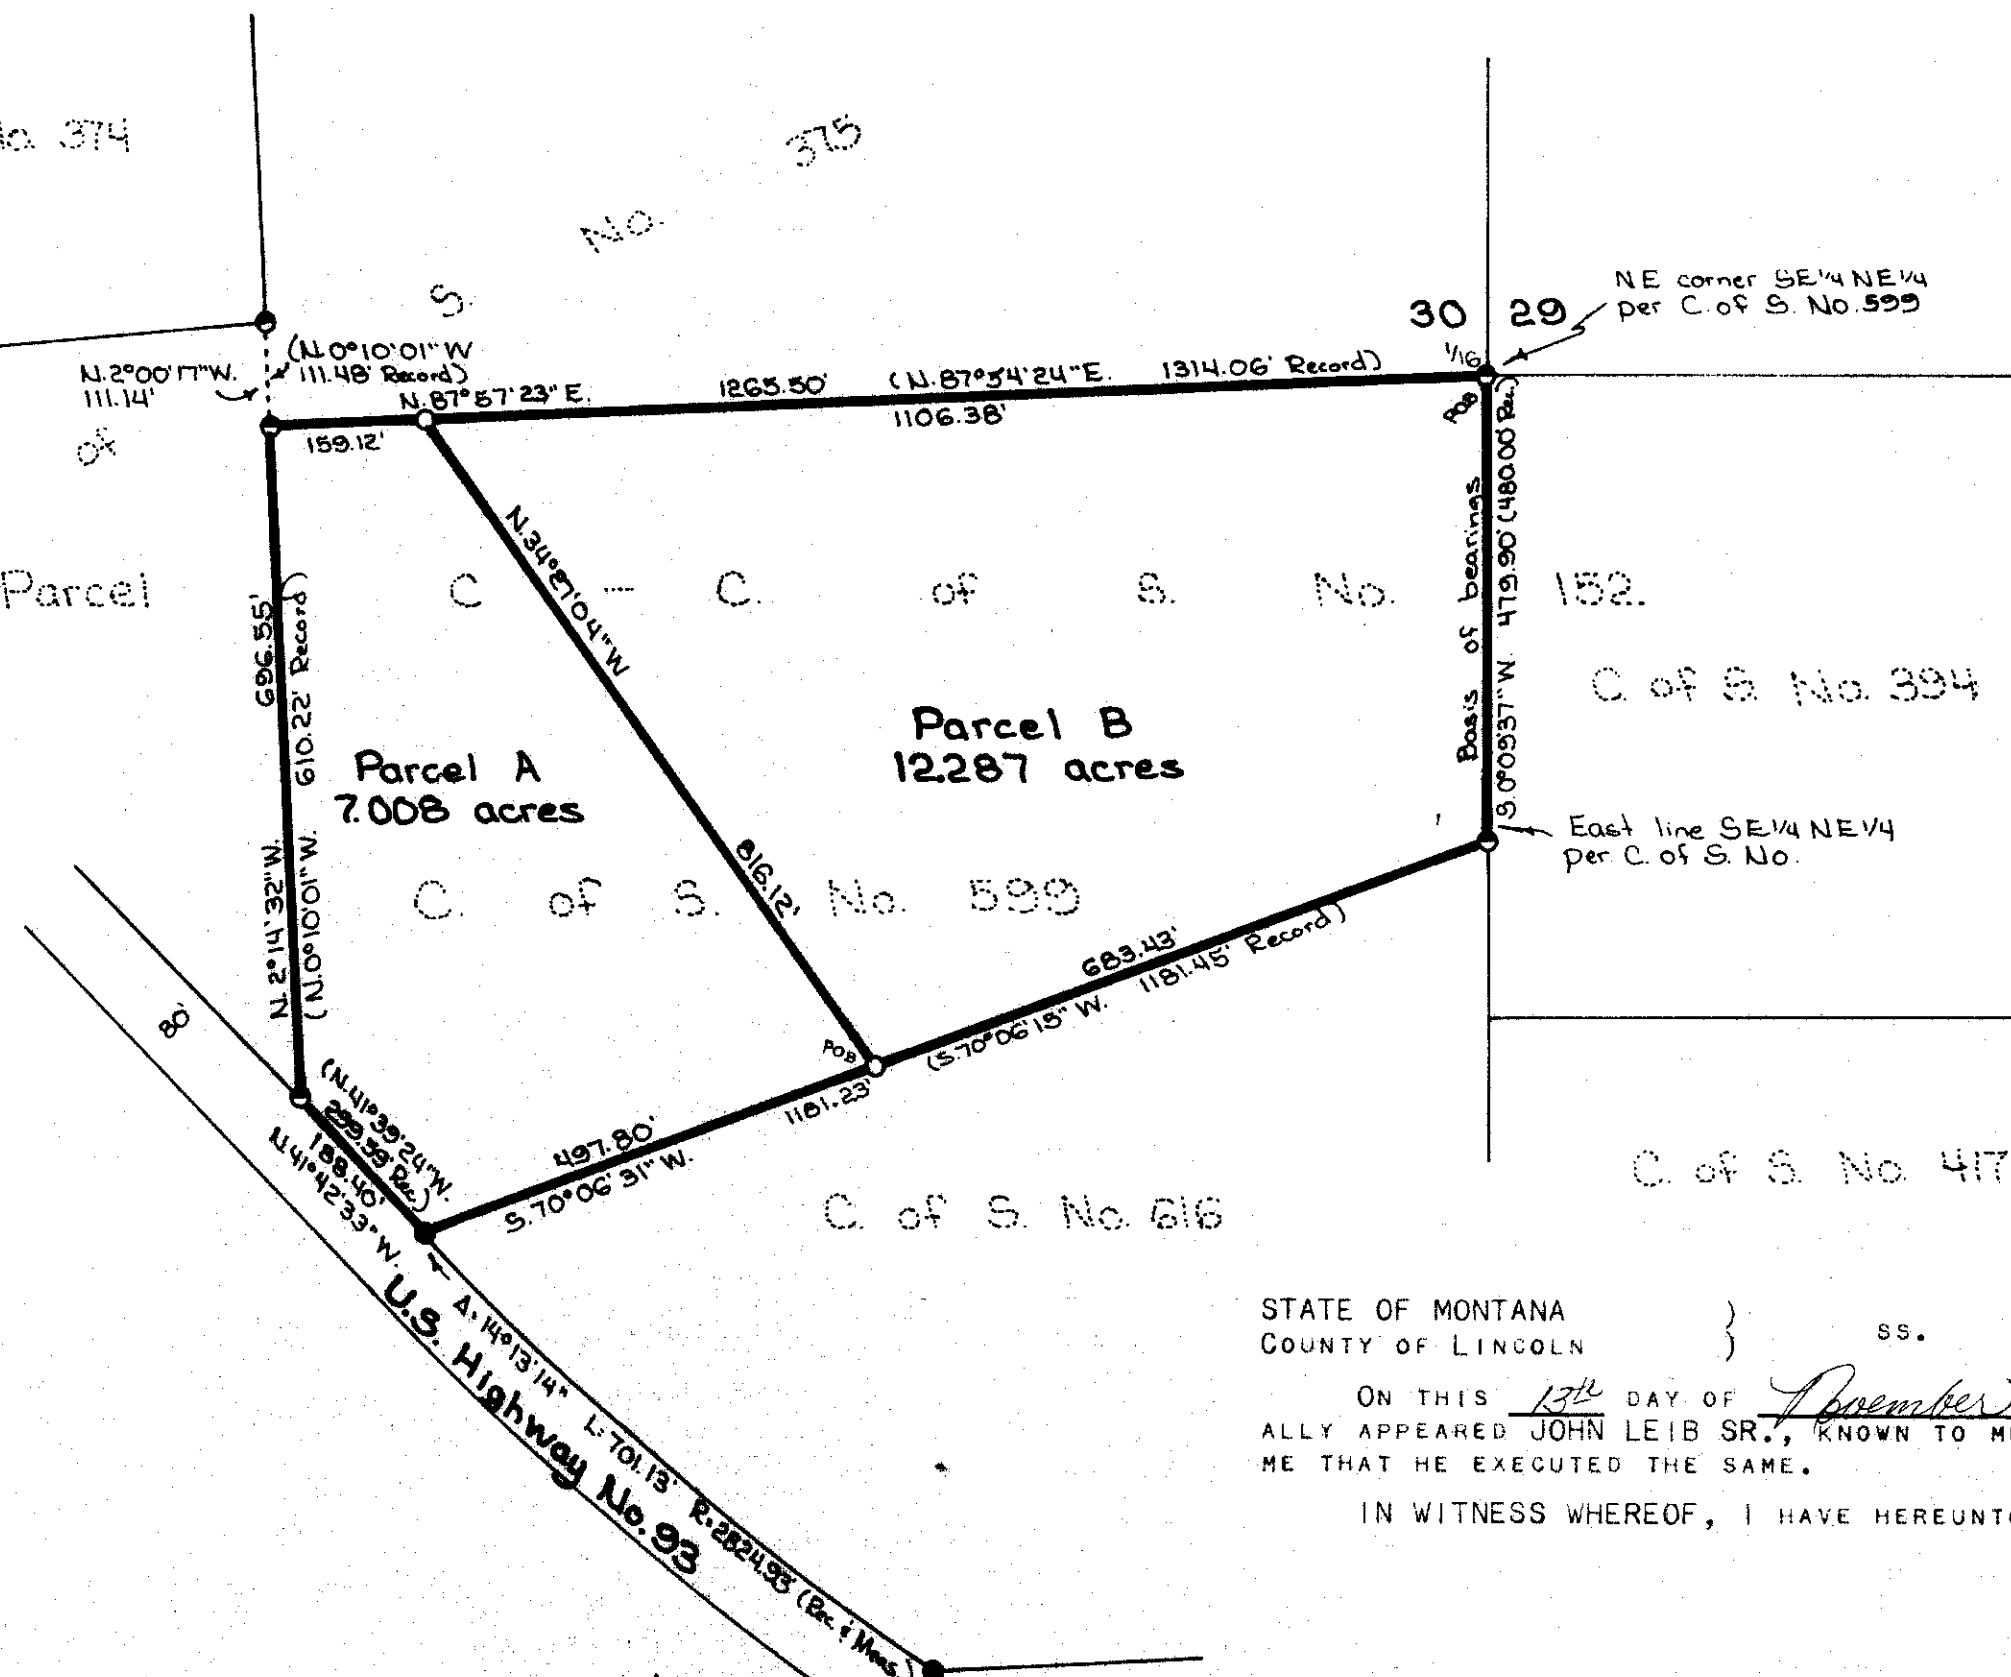 No. 374
375
No.
S.
of
NE corner SE1/4 NE1/4
per C. of S. No. 599
30 29
1/16
N. 2°00'17" W.
111.14'
(N. 0°10'01" W
111.48' Record)
N. 87°57'23" E.
1265.50'
(N. 87°54'24" E. 1314.06' Record)
159.12'
1106.38'
POB
Basis of bearings
S. 0°09'37" W 479.90' (480.00 Rec.)
N. 34°27'04" W
816.12'
Parcel C - C. of S. No. 152.
C. of S. No. 394
696.55'
N. 2°14'32" W.
(N. 0°10'01" W. 610.22' Record)
Parcel A
7.008 acres
Parcel B
12.287 acres
East line SE1/4 NE1/4
per C. of S. No.
C. of S. No. 599
683.43'
(S. 70°06'15" W. 1181.45' Record)
80'
POB
1181.23'
497.80'
S. 70°06'31" W.
(N. 41°39'24" W.
299.39' Rec.)
188.40'
N. 41°42'33" W.
C. of S. No. 616
C. of S. No. 417
U.S. Highway No. 93
Δ: 14°13'14" L: 701.13' R: 2824.93' (Rec. & Meas.)
STATE OF MONTANA )
COUNTY OF LINCOLN ) SS.
ON THIS 13th DAY OF November
ALLY APPEARED JOHN LEIB SR., KNOWN TO M
ME THAT HE EXECUTED THE SAME.
IN WITNESS WHEREOF, I HAVE HEREUNTO